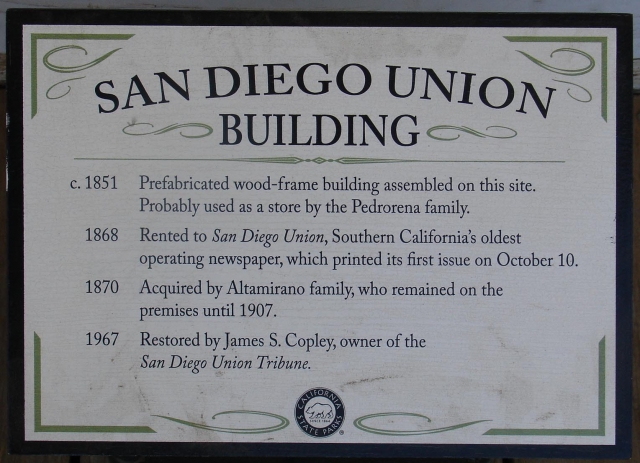 SAN DIEGO UNION
BUILDING
c. 1851 Prefabricated wood-frame building assembled on this site.
Probably used as a store by the Pedrorena family.
1868 Rented to San Diego Union, Southern California's oldest
operating newspaper, which printed its first issue on October 10.
1870 Acquired by Altamirano family, who remained on the
premises until 1907.
1967 Restored by James S. Copley, owner of the
San Diego Union Tribune.
CALIFORNIA
STATE PARKS